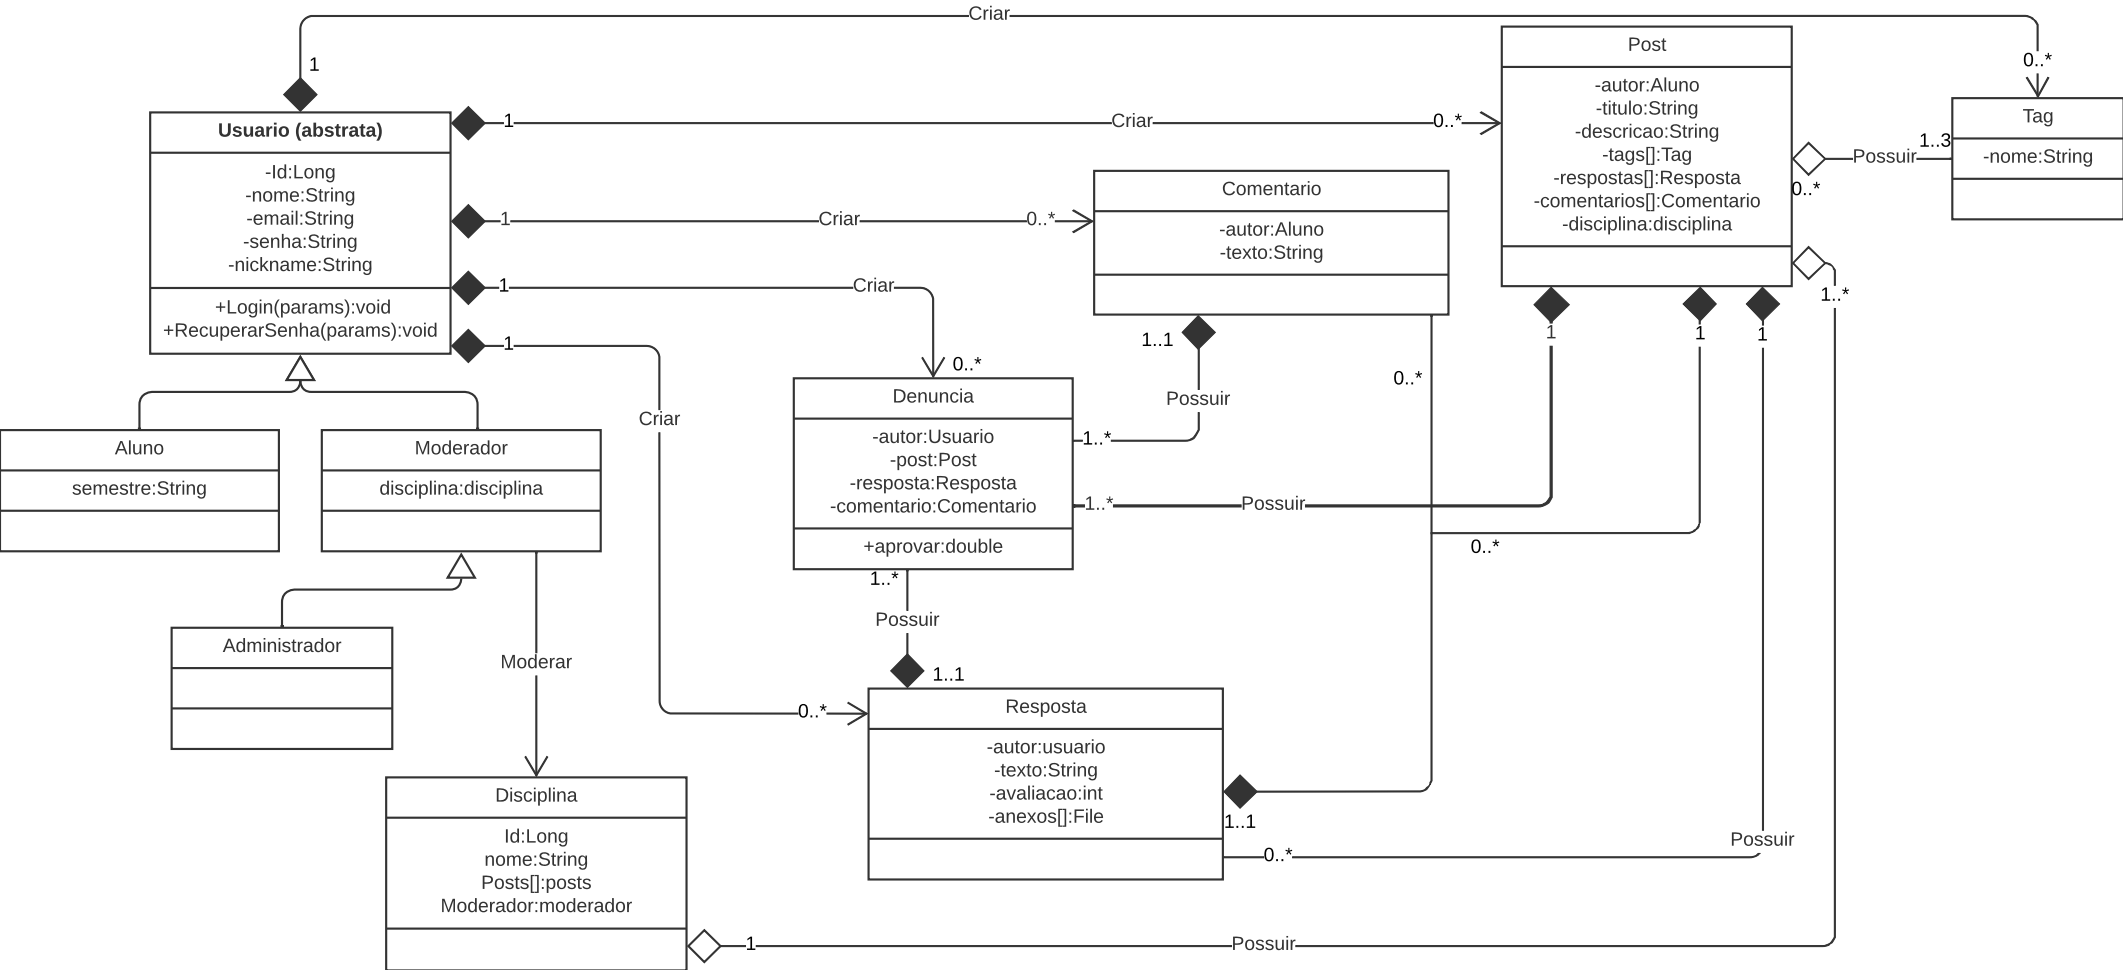 Criar
1
0..*
Usuario (abstrata)
-Id:Long
-nome:String
-email:String
-senha:String
-nickname:String
+Login(params):void
+RecuperarSenha(params):void
1
Criar
0..*
1
Criar
0..*
1
Criar
0..*
1
Criar
0..*
Post
-autor:Aluno
-titulo:String
-descricao:String
-tags[]:Tag
-respostas[]:Resposta
-comentarios[]:Comentario
-disciplina:disciplina
0..*
Possuir
1..3
Tag
-nome:String
Comentario
-autor:Aluno
-texto:String
1..1
Possuir
1..*
0..*
1..*
1
1
1
Denuncia
-autor:Usuario
-post:Post
-resposta:Resposta
-comentario:Comentario
+aprovar:double
1..*
Possuir
0..*
1..*
Possuir
1..1
Aluno
semestre:String
Moderador
disciplina:disciplina
Administrador
Moderar
Resposta
-autor:usuario
-texto:String
-avaliacao:int
-anexos[]:File
1..1
0..*
Possuir
Disciplina
Id:Long
nome:String
Posts[]:posts
Moderador:moderador
1
Possuir